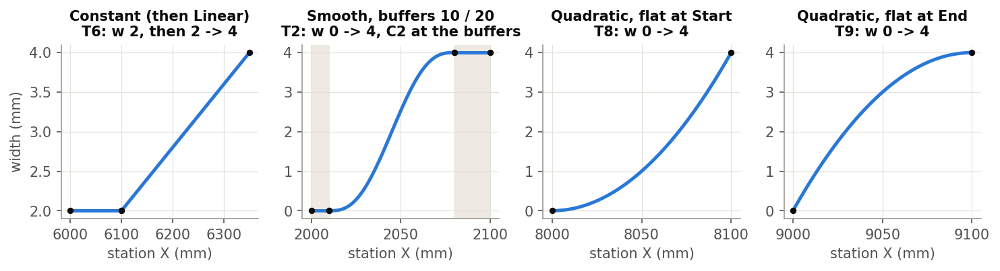 Constant (then Linear)
T6: w 2, then 2 -> 4
4.0
3.5
3.0
2.5
2.0
width (mm)
6000 6100 6200 6300
station X (mm)
Smooth, buffers 10 / 20
T2: w 0 -> 4, C2 at the buffers
4
3
2
1
0
2000 2050 2100
station X (mm)
Quadratic, flat at Start
T8: w 0 -> 4
4
3
2
1
0
8000 8050 8100
station X (mm)
Quadratic, flat at End
T9: w 0 -> 4
4
3
2
1
0
9000 9050 9100
station X (mm)